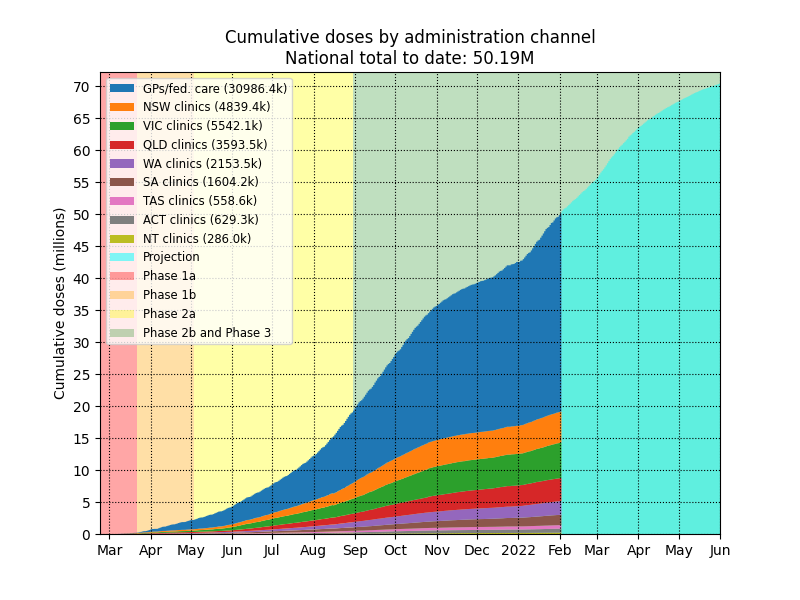 Cumulative doses by administration channel
National total to date: 50.19M
Cumulative doses (millions)
70
65
60
55
50
45
40
35
30
25
20
15
10
5
0
GPs/fed. care (30986.4k)
NSW clinics (4839.4k)
VIC clinics (5542.1k)
QLD clinics (3593.5k)
WA clinics (2153.5k)
SA clinics (1604.2k)
TAS clinics (558.6k)
ACT clinics (629.3k)
NT clinics (286.0k)
Projection
Phase 1a
Phase 1b
Phase 2a
Phase 2b and Phase 3
Mar Apr May Jun Jul Aug Sep Oct Nov Dec 2022 Feb Mar Apr May Jun